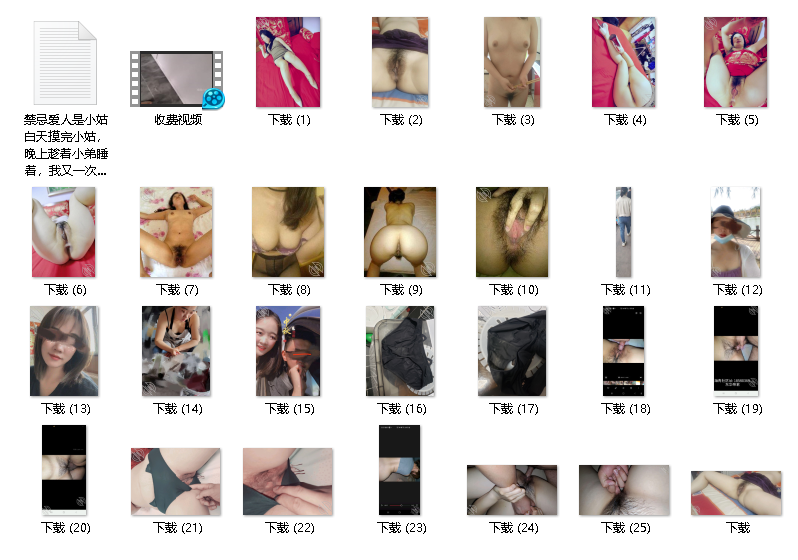 禁忌爱人是小姑
白天摸完小姑，
晚上趁着小弟睡
着，我又一次...
收费视频
下载 (1)
下载 (2)
下载 (3)
下载 (4)
下载 (5)
下载 (6)
下载 (7)
下载 (8)
下载 (9)
下载 (10)
下载 (11)
下载 (12)
下载 (13)
下载 (14)
下载 (15)
下载 (16)
下载 (17)
下载 (18)
下载 (19)
下载 (20)
下载 (21)
下载 (22)
下载 (23)
下载 (24)
下载 (25)
下载